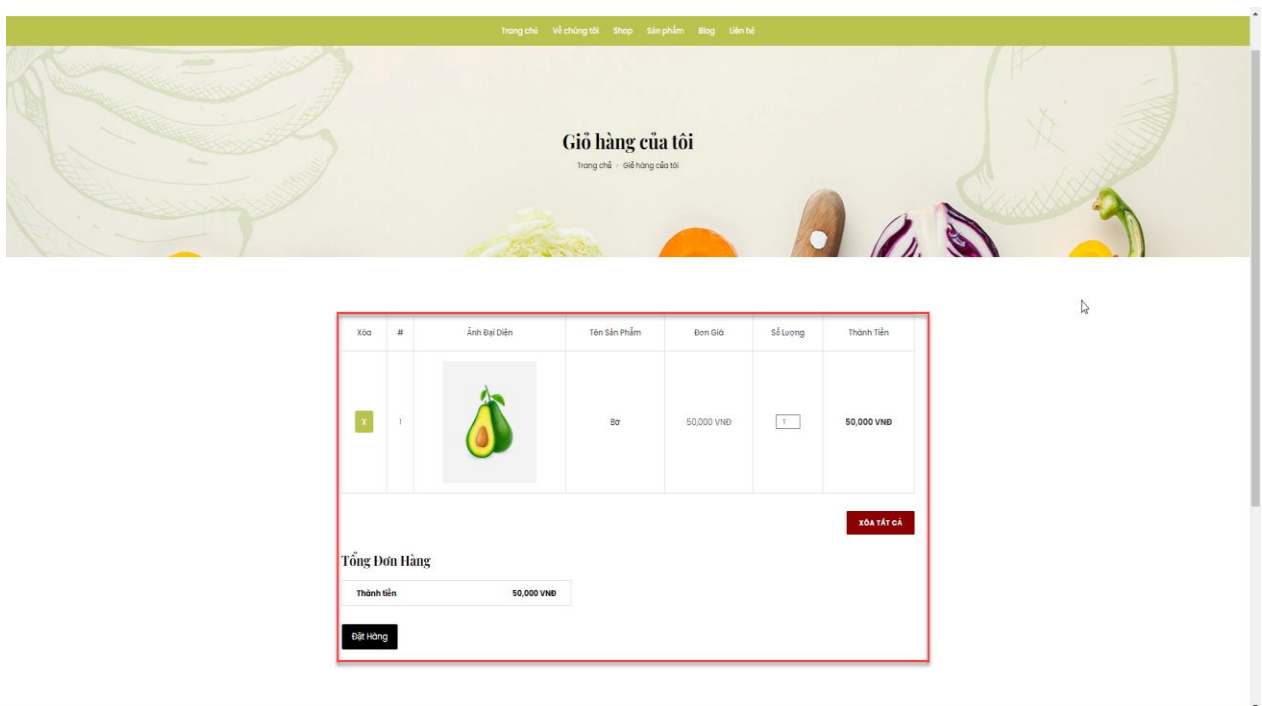 Trang chủ Về chúng tôi Shop Sản phẩm Blog Liên hệ
Giỏ hàng của tôi
Trang chủ › Giỏ hàng của tôi
Xóa # Ảnh Đại Diện Tên Sản Phẩm Đơn Giá Số Lượng Thành Tiền
X 1 Bơ 50,000 VNĐ 1 50,000 VNĐ
XÓA TẤT CẢ
Tổng Đơn Hàng
Thành tiền 50,000 VNĐ
Đặt Hàng